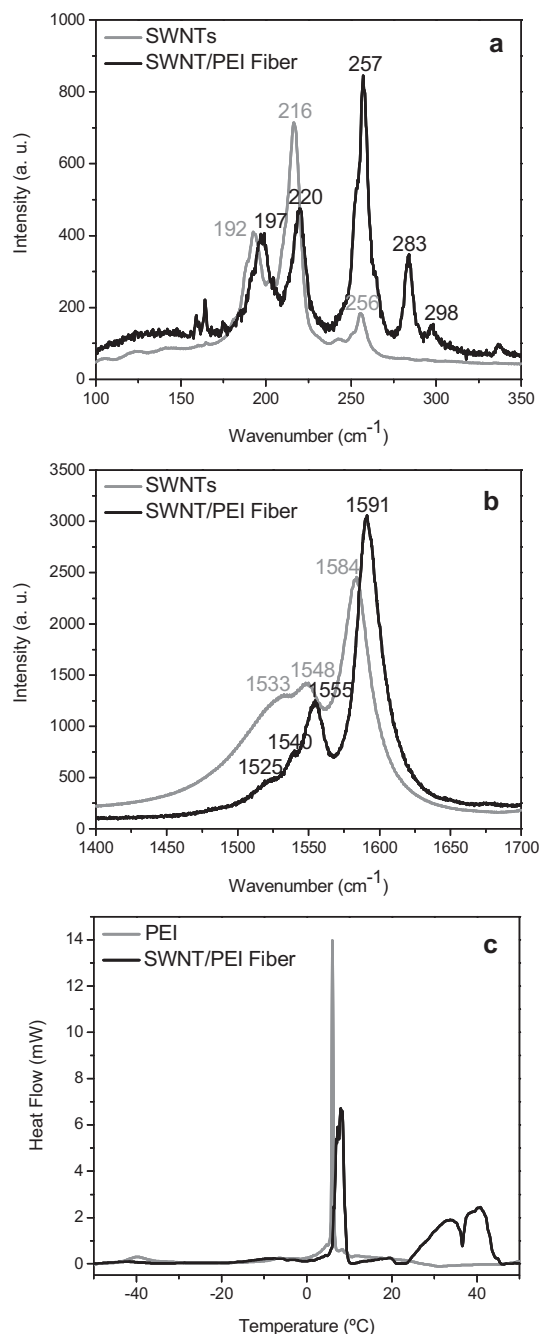 SWNTs
SWNT/PEI Fiber
a
257
216
192
197
220
256
283
298
1000
800
600
400
200
0
Intensity (a. u.)
100 150 200 250 300 350
Wavenumber (cm-1)
SWNTs
SWNT/PEI Fiber
b
1591
1584
1548
1533
1555
1540
1525
3500
3000
2500
2000
1500
1000
500
0
Intensity (a. u.)
1400 1450 1500 1550 1600 1650 1700
Wavenumber (cm-1)
PEI
SWNT/PEI Fiber
c
14
12
10
8
6
4
2
0
Heat Flow (mW)
-40 -20 0 20 40
Temperature (ºC)